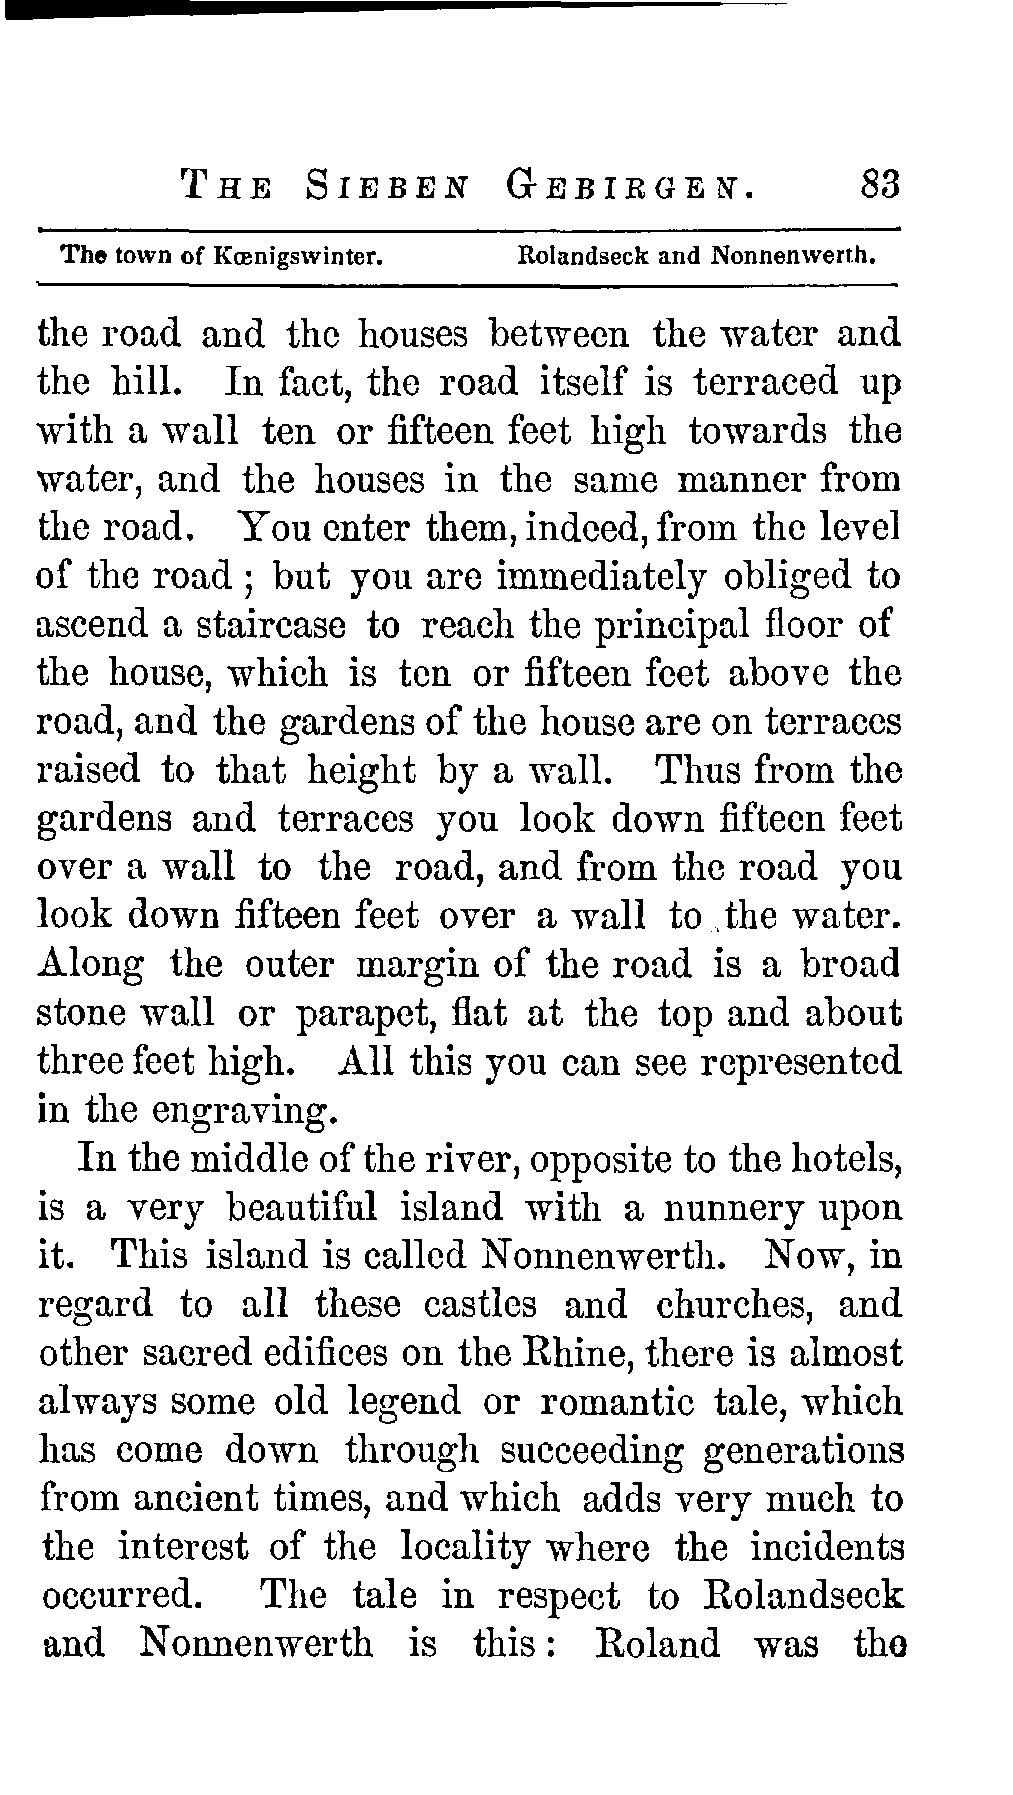 THE SIEBEN GEBIRGEN. 83
The town of Kœnigswinter. Rolandseck and Nonnenwerth.
the road and the houses between the water and
the hill. In fact, the road itself is terraced up
with a wall ten or fifteen feet high towards the
water, and the houses in the same manner from
the road. You enter them, indeed, from the level
of the road ; but you are immediately obliged to
ascend a staircase to reach the principal floor of
the house, which is ten or fifteen feet above the
road, and the gardens of the house are on terraces
raised to that height by a wall. Thus from the
gardens and terraces you look down fifteen feet
over a wall to the road, and from the road you
look down fifteen feet over a wall to the water.
Along the outer margin of the road is a broad
stone wall or parapet, flat at the top and about
three feet high. All this you can see represented
in the engraving.
In the middle of the river, opposite to the hotels,
is a very beautiful island with a nunnery upon
it. This island is called Nonnenwerth. Now, in
regard to all these castles and churches, and
other sacred edifices on the Rhine, there is almost
always some old legend or romantic tale, which
has come down through succeeding generations
from ancient times, and which adds very much to
the interest of the locality where the incidents
occurred. The tale in respect to Rolandseck
and Nonnenwerth is this : Roland was the